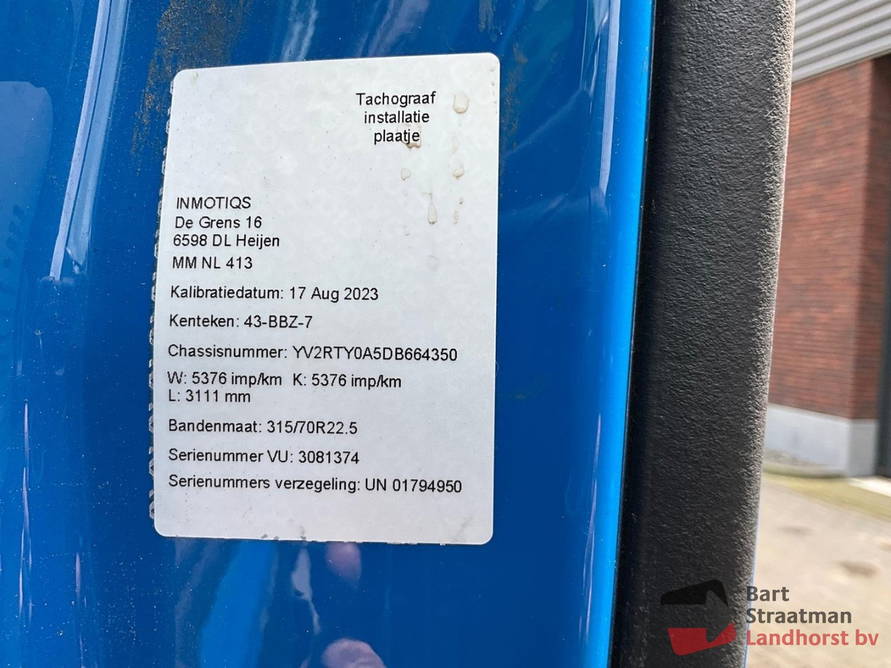 Tachograaf
installatie
plaatje
INMOTIQS
De Grens 16
6598 DL Heijen
MM NL 413
Kalibratiedatum: 17 Aug 2023
Kenteken: 43-BBZ-7
Chassisnummer: YV2RTY0A5DB664350
W: 5376 imp/km K: 5376 imp/km
L: 3111 mm
Bandenmaat: 315/70R22.5
Serienummer VU: 3081374
Serienummers verzegeling: UN 01794950
Bart
Straatman
Landhorst bv